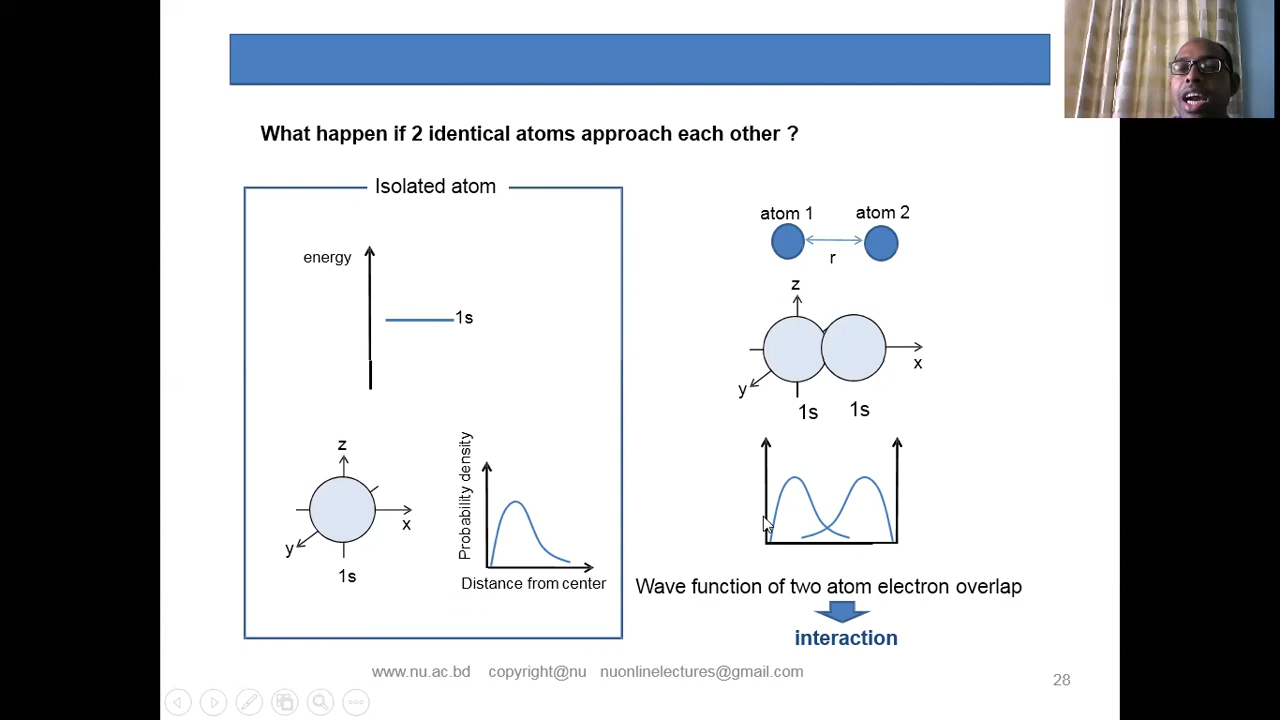 What happen if 2 identical atoms approach each other ?
Isolated atom
energy
1s
z
x
y
1s
Probability density
Distance from center
atom 1
atom 2
r
z
x
y
1s
1s
Wave function of two atom electron overlap
interaction
www.nu.ac.bd copyright@nu nuonlinelectures@gmail.com
28